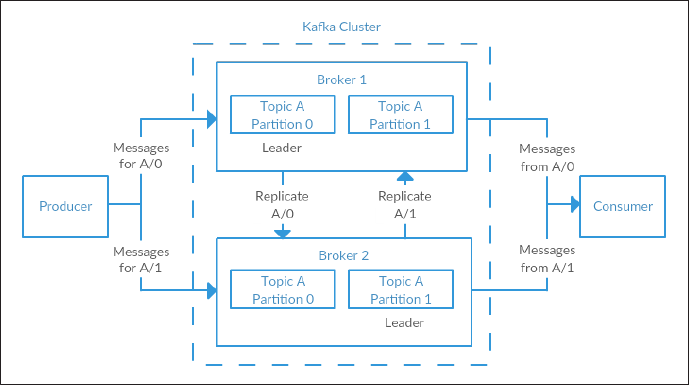 Kafka Cluster
Broker 1
Topic A
Partition 0
Topic A
Partition 1
Leader
Messages
for A/0
Messages
from A/0
Replicate
A/0
Replicate
A/1
Producer
Consumer
Messages
for A/1
Messages
from A/1
Broker 2
Topic A
Partition 0
Topic A
Partition 1
Leader